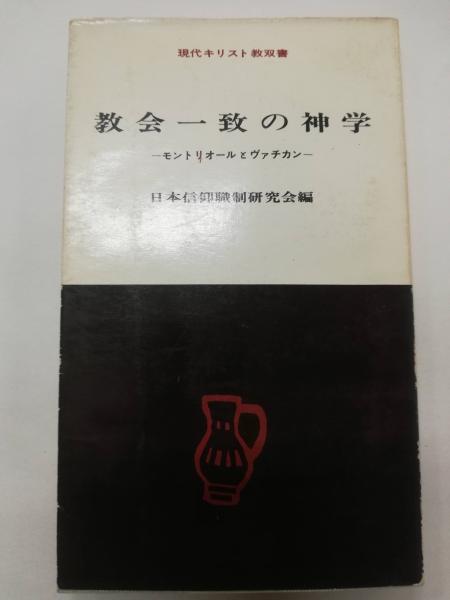 現代キリスト教双書
教会一致の神学
―モントリオールとヴァチカン―
日本信仰職制研究会編